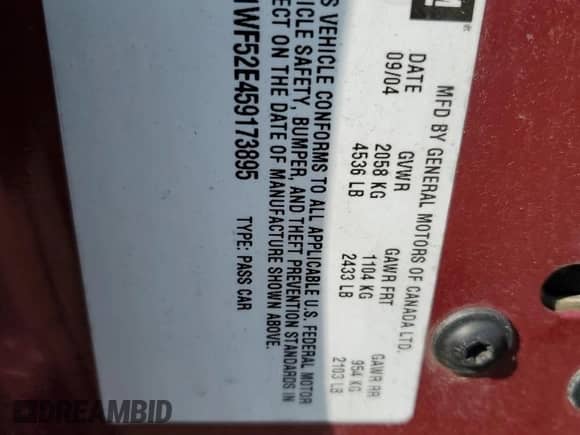 GM ®
MFD BY GENERAL MOTORS OF CANADA LTD.
DATE GVWR GAWR FRT GAWR RR
09/04 2058 KG 1104 KG 954 KG
4536 LB 2433 LB 2103 LB
S VEHICLE CONFORMS TO ALL APPLICABLE U.S. FEDERAL MOTOR
HICLE SAFETY, BUMPER, AND THEFT PREVENTION STANDARDS IN
ECT ON THE DATE OF MANUFACTURE SHOWN ABOVE.
1WF52E459173895 TYPE: PASS CAR
DREAMBID